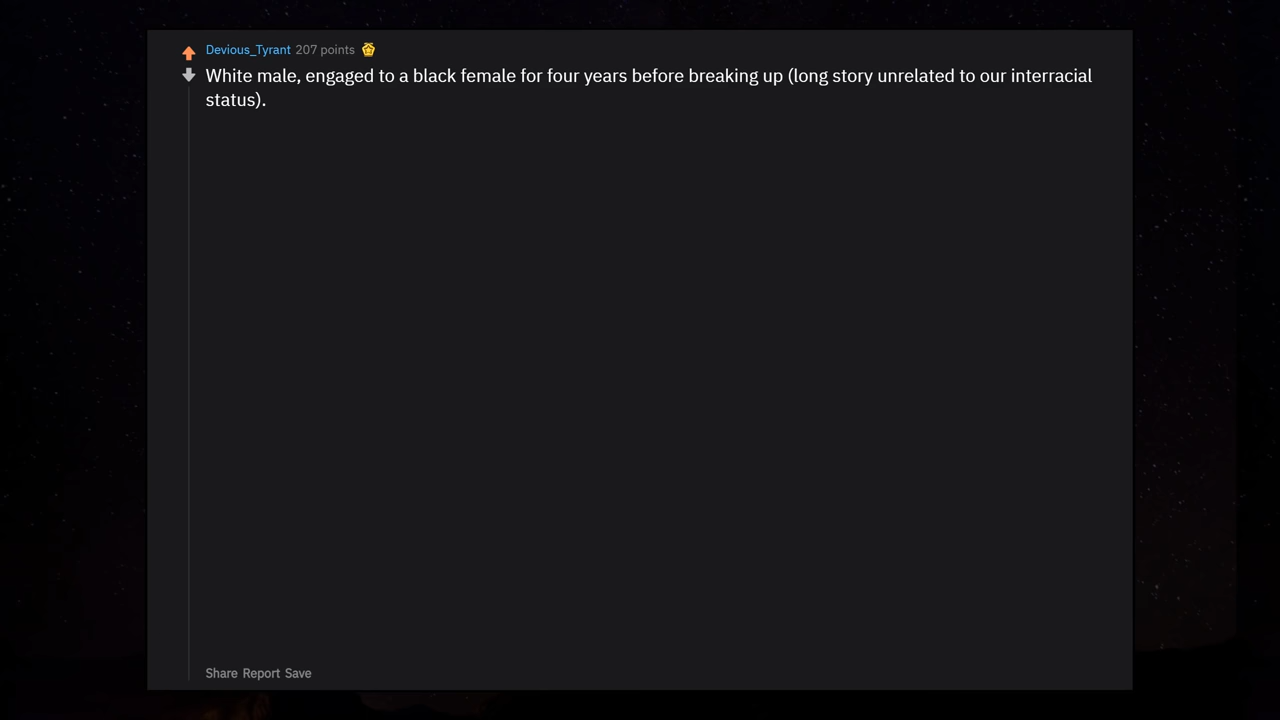 Devious_Tyrant 207 points
White male, engaged to a black female for four years before breaking up (long story unrelated to our interracial
status).
Share Report Save